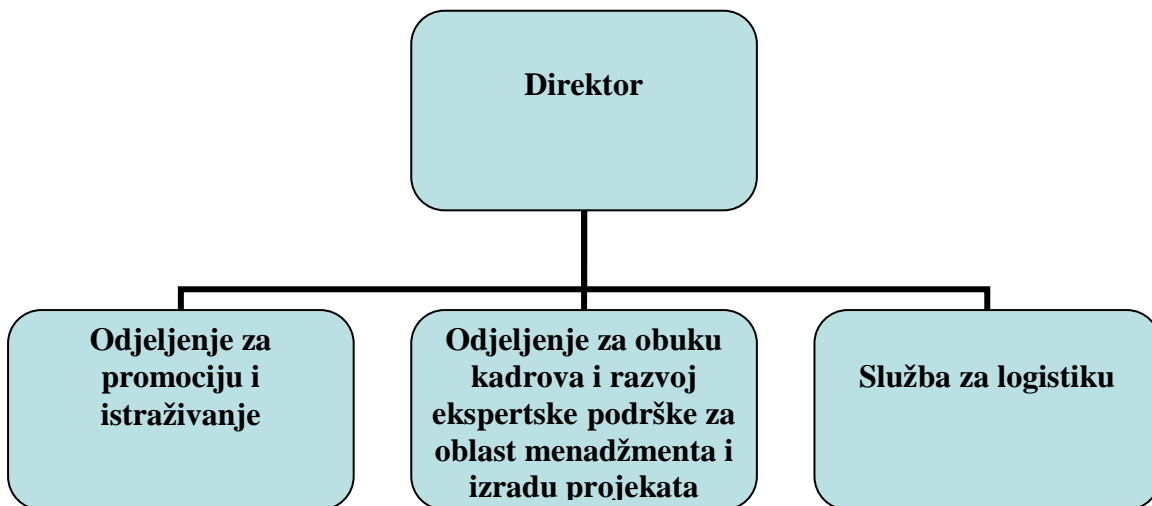 Direktor
Odjeljenje za
promociju i
istraživanje
Odjeljenje za obuku
kadrova i razvoj
ekspertske podrške za
oblast menadžmenta i
izradu projekata
Služba za logistiku